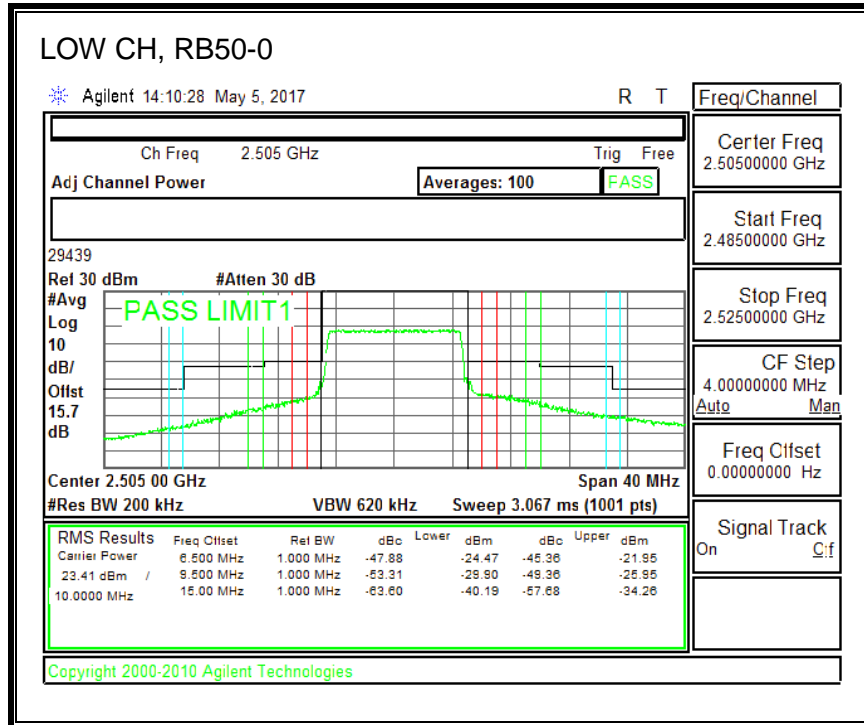 LOW CH, RB50-0
Agilent 14:10:28 May 5, 2017 R T
Freq/Channel
Ch Freq 2.505 GHz Trig Free
Adj Channel Power Averages: 100 PASS
Center Freq
2.50500000 GHz
Start Freq
2.48500000 GHz
Stop Freq
2.52500000 GHz
CF Step
4.00000000 MHz
Auto Man
Freq Offset
0.00000000 Hz
Signal Track
On Off
29439
Ref 30 dBm #Atten 30 dB
#Avg
Log
10
dB/
Offst
15.7
dB
PASS LIMIT1
Center 2.505 00 GHz Span 40 MHz
#Res BW 200 kHz VBW 620 kHz Sweep 3.067 ms (1001 pts)
RMS Results Freq Offset Ref BW dBc Lower dBm dBc Upper dBm
Carrier Power 6.500 MHz 1.000 MHz -47.88 -24.47 -45.36 -21.95
23.41 dBm / 9.500 MHz 1.000 MHz -53.31 -29.90 -49.36 -25.95
10.0000 MHz 15.00 MHz 1.000 MHz -63.60 -40.19 -57.68 -34.26
Copyright 2000-2010 Agilent Technologies